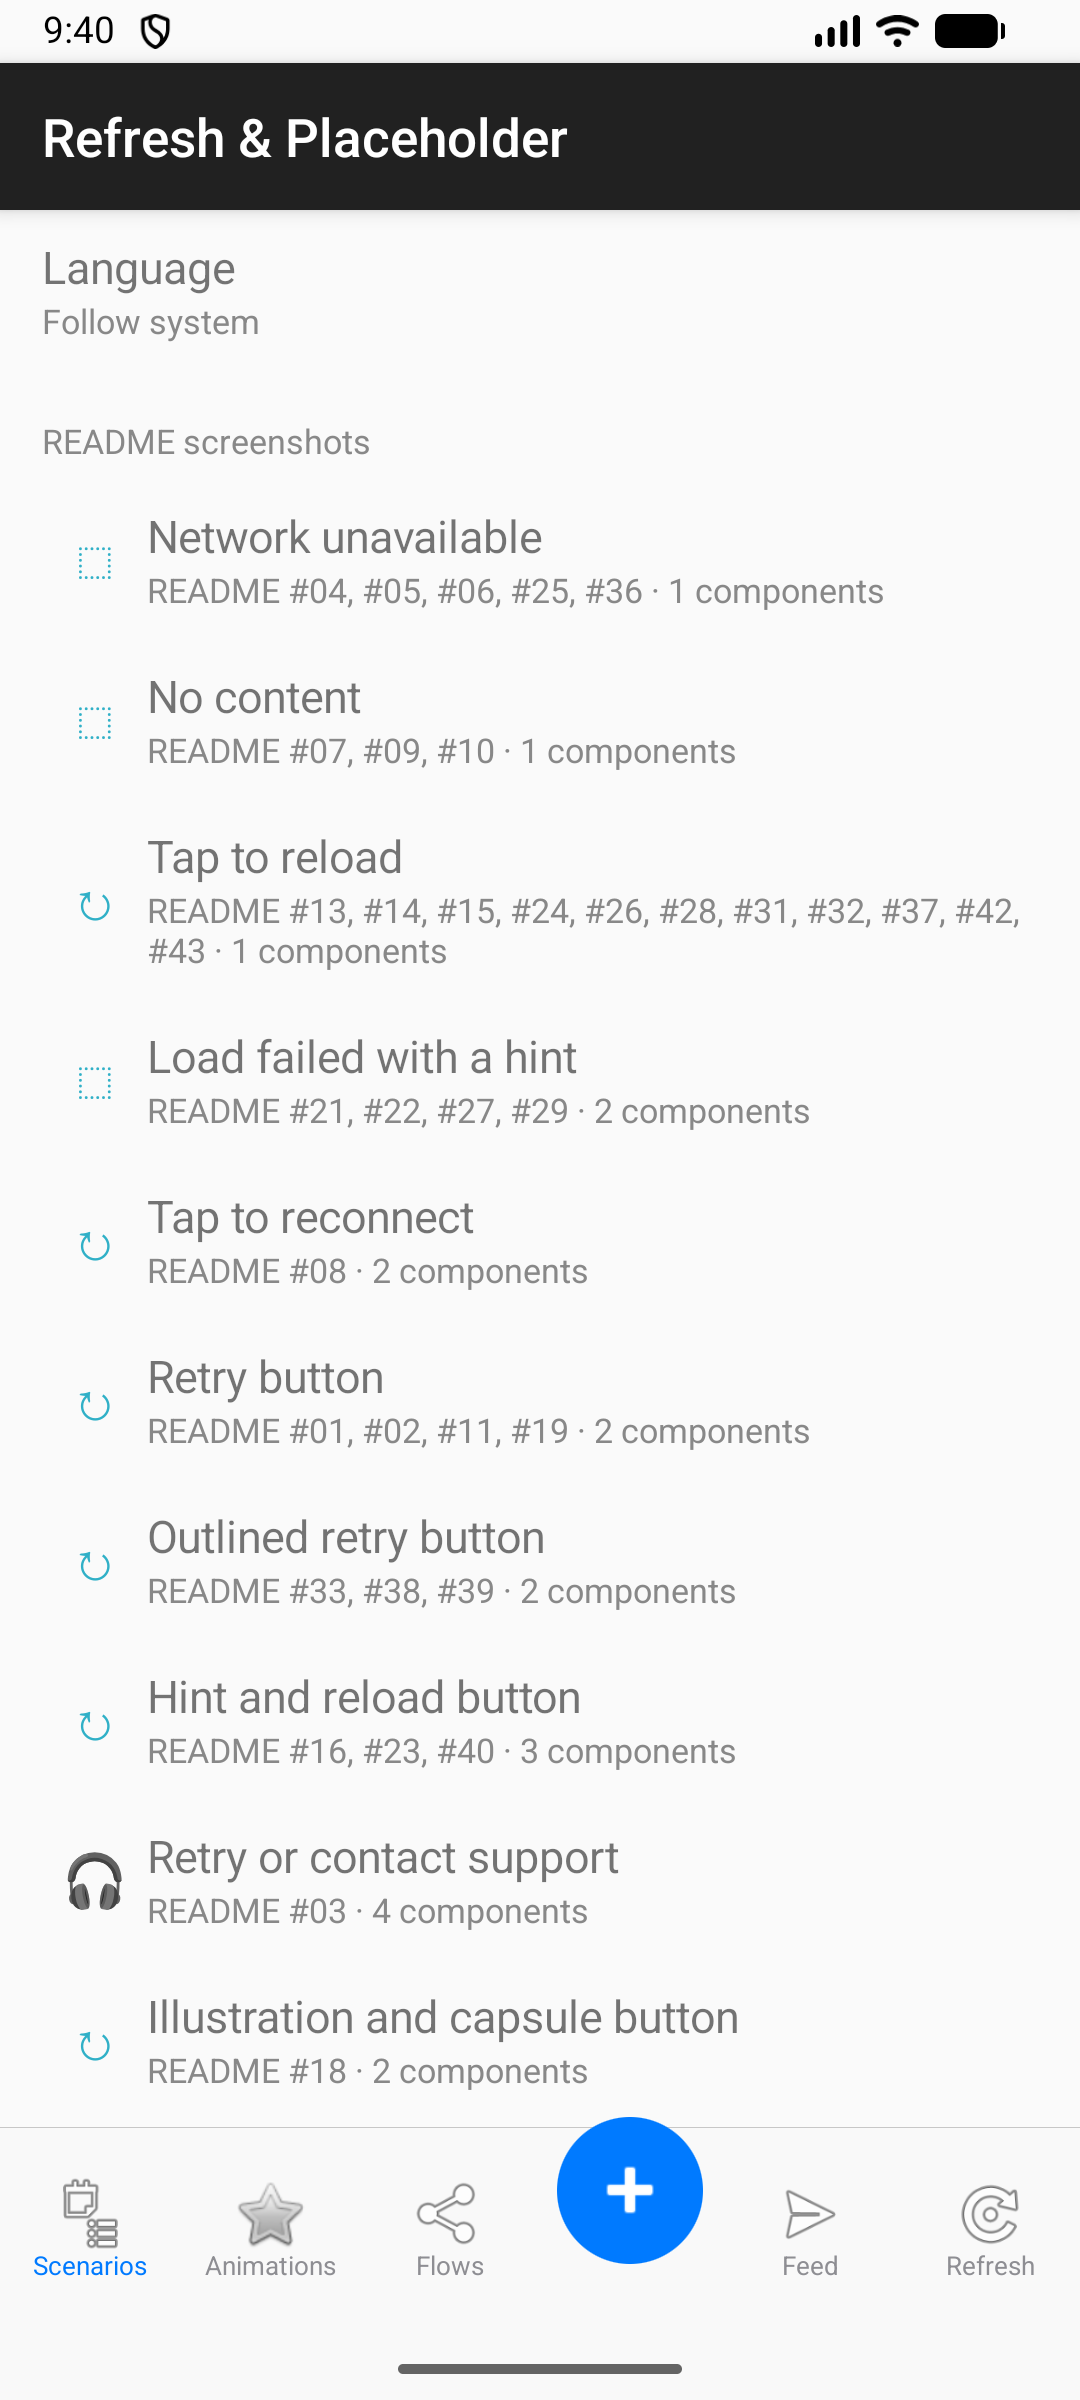 9:40
Refresh & Placeholder
Language
Follow system
README screenshots
Network unavailable
README #04, #05, #06, #25, #36 · 1 components
No content
README #07, #09, #10 · 1 components
Tap to reload
README #13, #14, #15, #24, #26, #28, #31, #32, #37, #42,
#43 · 1 components
Load failed with a hint
README #21, #22, #27, #29 · 2 components
Tap to reconnect
README #08 · 2 components
Retry button
README #01, #02, #11, #19 · 2 components
Outlined retry button
README #33, #38, #39 · 2 components
Hint and reload button
README #16, #23, #40 · 3 components
Retry or contact support
README #03 · 4 components
Illustration and capsule button
README #18 · 2 components
Scenarios
Animations
Flows
Feed
Refresh